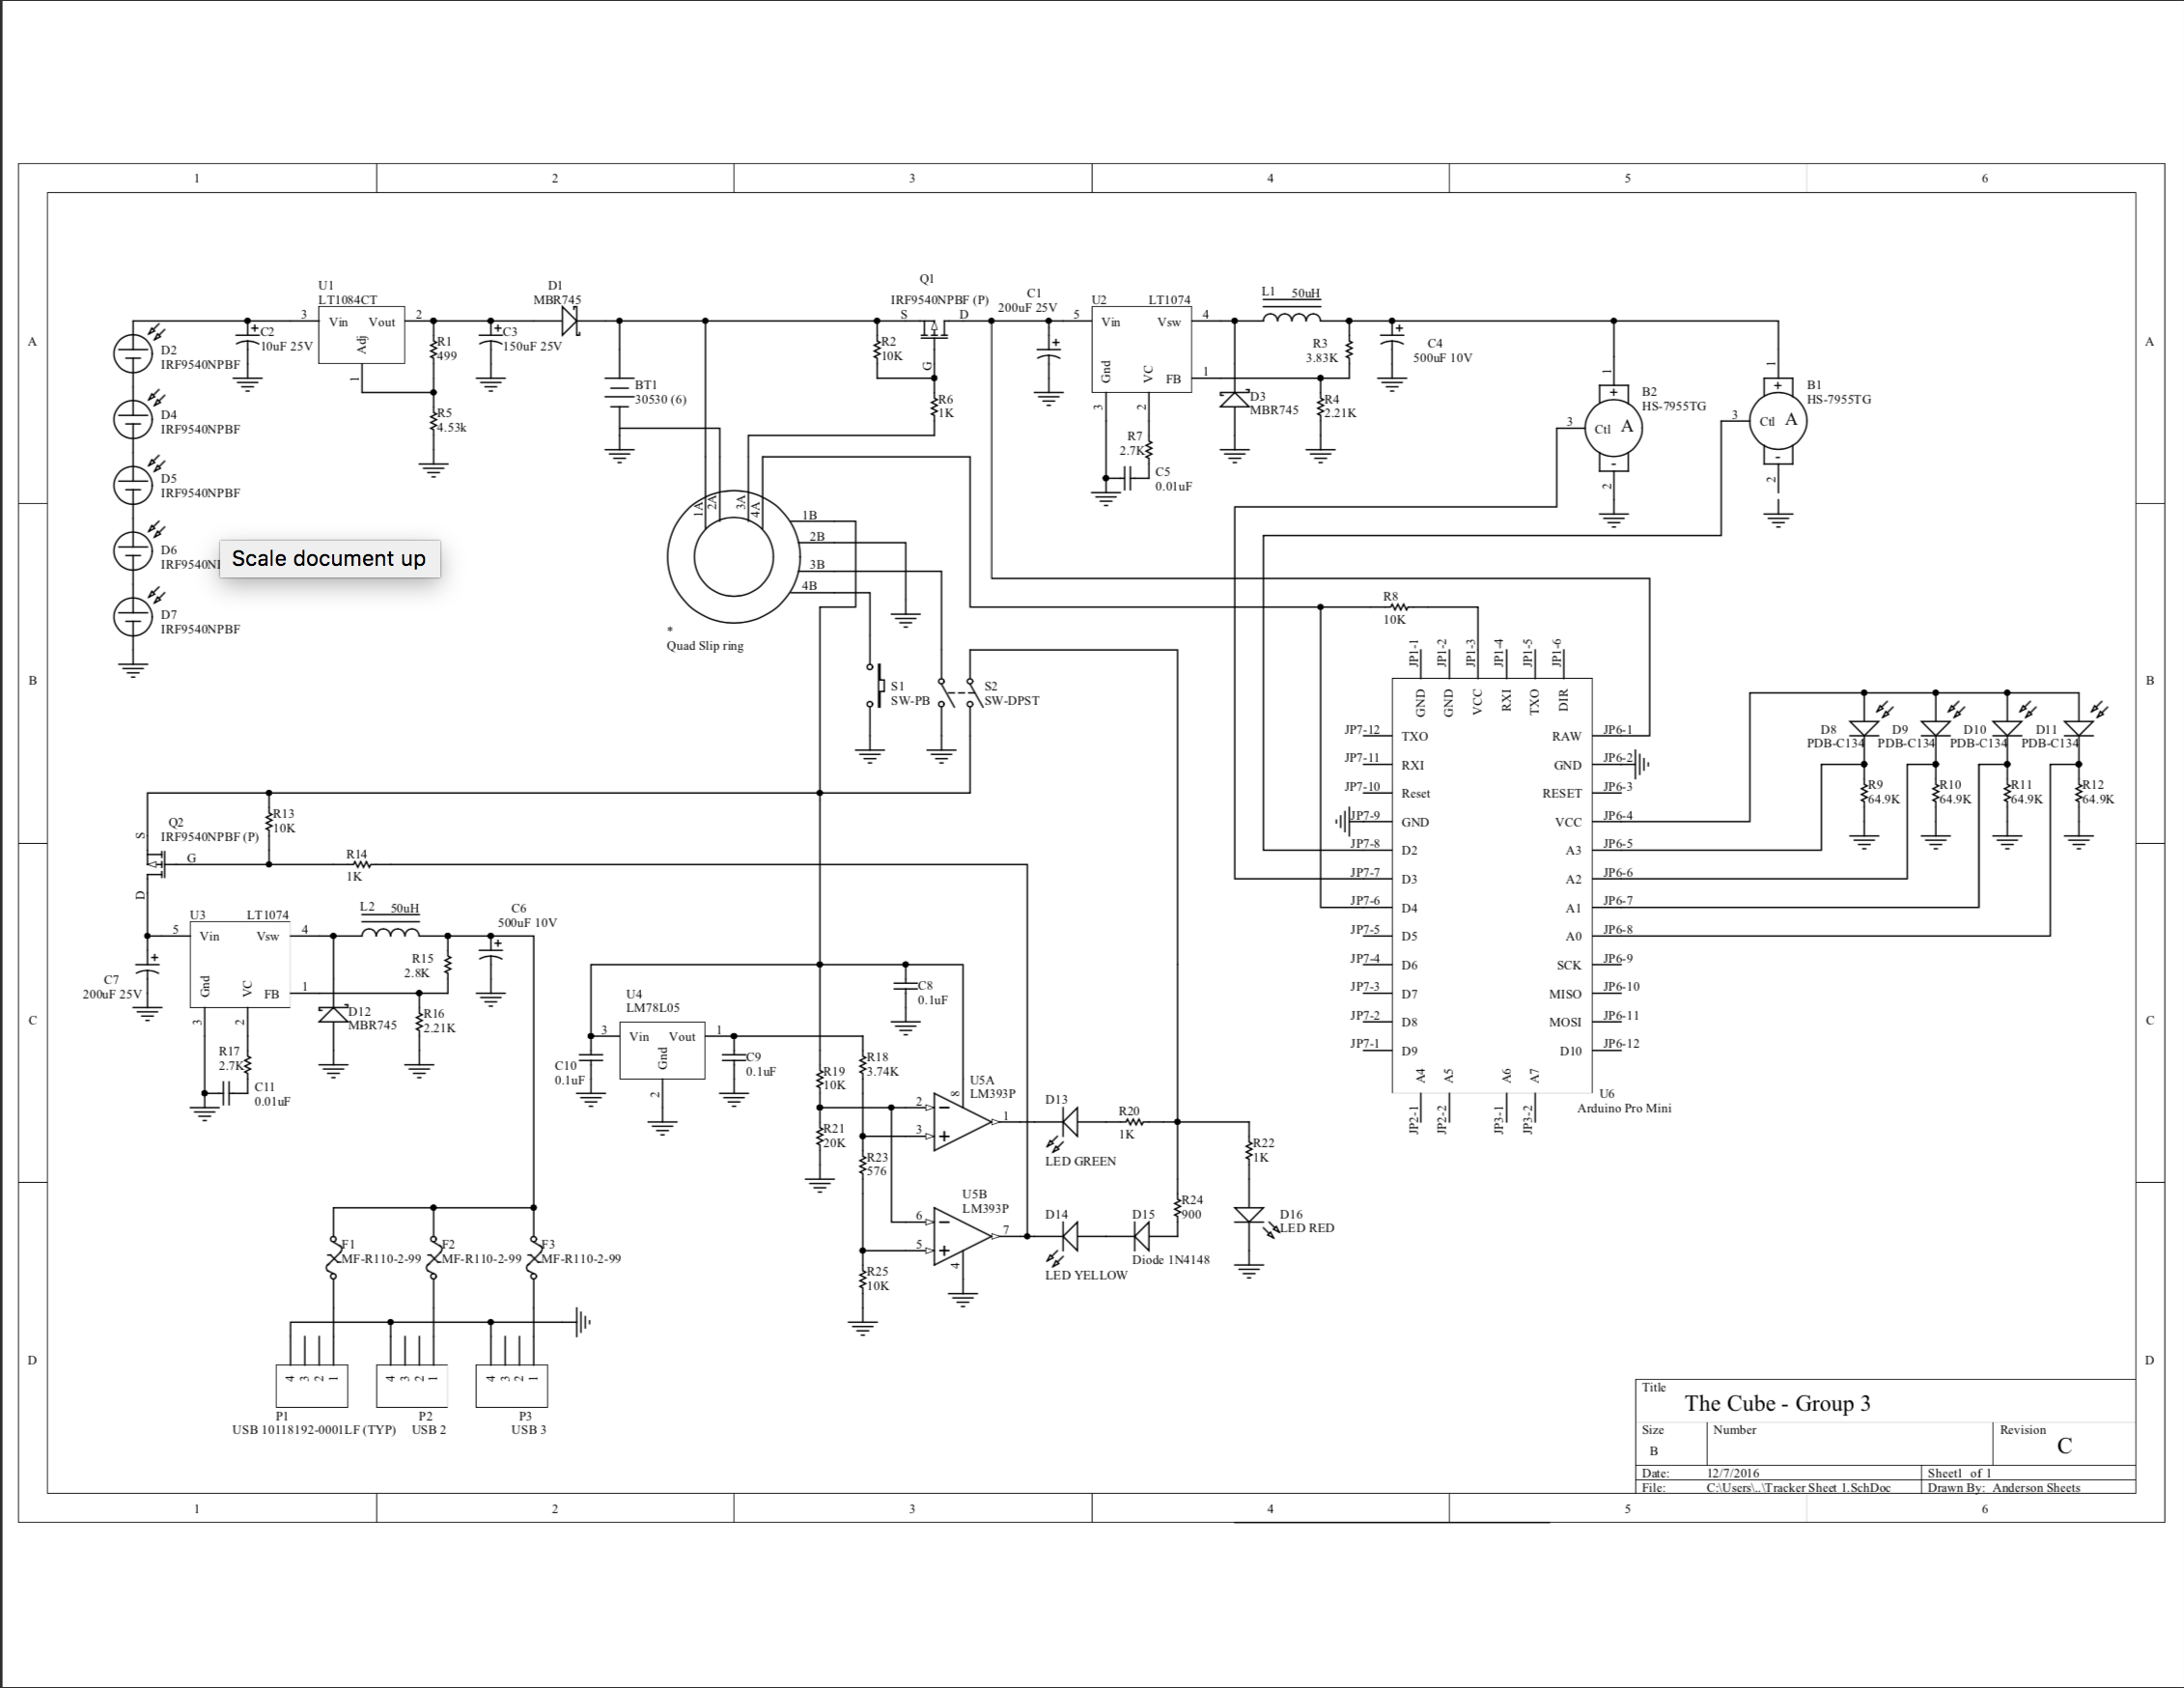 1 2 3 4 5 6
A
B
C
D
A
B
C
D
U1
LT1084CT
3 Vin Vout 2
Adj
1
C2
10uF 25V
R1
499
R5
4.53k
C3
150uF 25V
D1
MBR745
BT1
30530 (6)
D2
IRF9540NPBF
D4
IRF9540NPBF
D5
IRF9540NPBF
D6
Scale document up
D7
IRF9540NPBF
Q1
IRF9540NPBF (P)
S D
G
R2
10K
R6
1K
C1
200uF 25V
U2 LT1074
5 Vin Vsw 4
Gnd VC FB 1
3 2
R7
2.7K
C5
0.01uF
L1 50uH
D3
MBR745
R3
3.83K
R4
2.21K
C4
500uF 10V
1
+
3 Ctl A
-
2
B2
HS-7955TG
1
+
3 Ctl A
-
2
B1
HS-7955TG
1A 2A 3A 4A
1B
2B
3B
4B
*
Quad Slip ring
S1
SW-PB
S2
SW-DPST
R8
10K
JP1-1 JP1-2 JP1-3 JP1-4 JP1-5 JP1-6
GND GND VCC RXI TXO DIR
JP7-12 TXO RAW JP6-1
JP7-11 RXI GND JP6-2
JP7-10 Reset RESET JP6-3
JP7-9 GND VCC JP6-4
JP7-8 D2 A3 JP6-5
JP7-7 D3 A2 JP6-6
JP7-6 D4 A1 JP6-7
JP7-5 D5 A0 JP6-8
JP7-4 D6 SCK JP6-9
JP7-3 D7 MISO JP6-10
JP7-2 D8 MOSI JP6-11
JP7-1 D9 D10 JP6-12
A4 A5 A6 A7
JP2-1 JP2-2 JP3-1 JP3-2
U6
Arduino Pro Mini
D8
PDB-C134
D9
PDB-C134
D10
PDB-C134
D11
PDB-C134
R9
64.9K
R10
64.9K
R11
64.9K
R12
64.9K
Q2
IRF9540NPBF (P)
S
G
D
R13
10K
R14
1K
U3 LT1074
5 Vin Vsw 4
Gnd VC FB 1
3 2
C7
200uF 25V
R17
2.7K
C11
0.01uF
L2 50uH
D12
MBR745
R15
2.8K
R16
2.21K
C6
500uF 10V
U4
LM78L05
3 Vin Vout 1
Gnd
2
C10
0.1uF
C9
0.1uF
C8
0.1uF
R18
3.74K
R19
10K
R21
20K
R23
576
R25
10K
U5A
LM393P
8
2
3
1
U5B
LM393P
6
5
7
4
D13
LED GREEN
R20
1K
D14
LED YELLOW
D15
Diode 1N4148
R24
900
R22
1K
D16
LED RED
F1
MF-R110-2-99
F2
MF-R110-2-99
F3
MF-R110-2-99
4 3 2 1
4 3 2 1
4 3 2 1
P1
USB 10118192-0001LF (TYP)
P2
USB 2
P3
USB 3
Title
The Cube - Group 3
Size Number Revision
B C
Date: 12/7/2016 Sheet1 of 1
File: C:\Users\..\Tracker Sheet 1.SchDoc Drawn By: Anderson Sheets
1 2 3 4 5 6